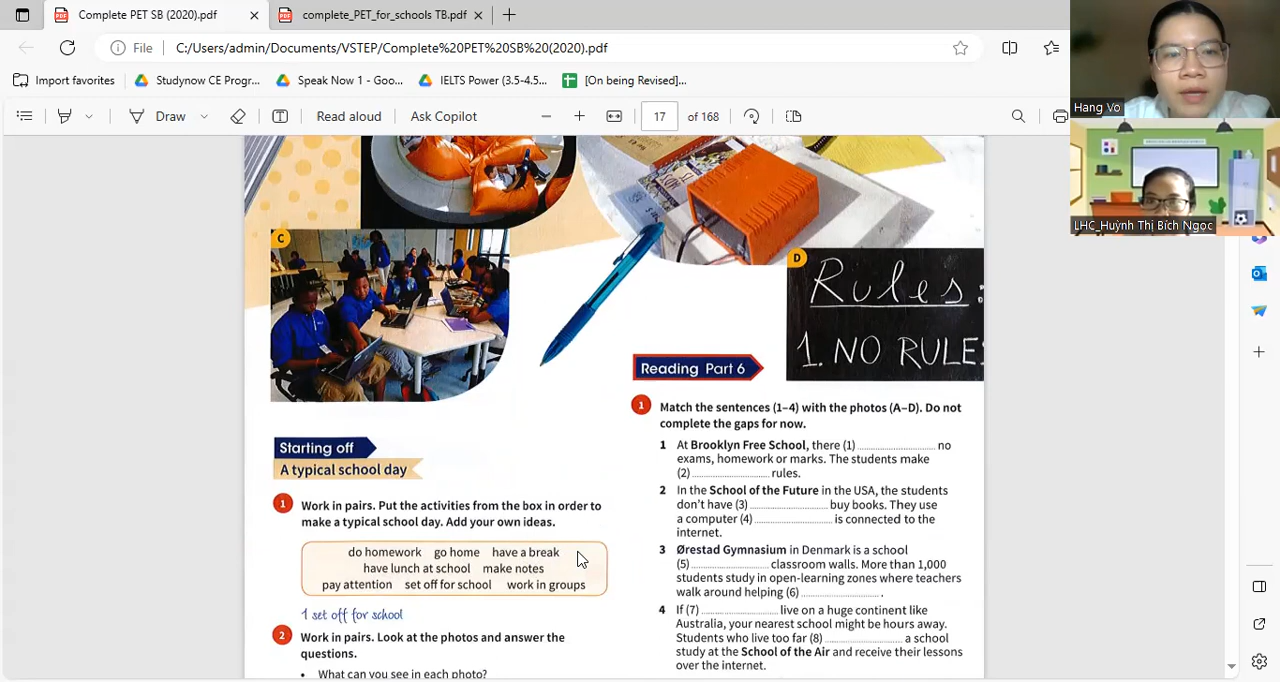 Complete PET SB (2020).pdf
complete_PET_for_schools TB.pdf
File
C:/Users/admin/Documents/VSTEP/Complete%20PET%20SB%20(2020).pdf
Import favorites
Studynow CE Progr...
Speak Now 1 - Goo...
IELTS Power (3.5-4.5...
[On being Revised]...
Draw
Read aloud
Ask Copilot
17
of 168
Hang Vo
LHC_Huỳnh Thị Bích Ngọc
C
D
Rules:
1. NO RULES
Starting off
A typical school day
1 Work in pairs. Put the activities from the box in order to
make a typical school day. Add your own ideas.
do homework go home have a break
have lunch at school make notes
pay attention set off for school work in groups
1 set off for school
2 Work in pairs. Look at the photos and answer the
questions.
• What can you see in each photo?
Reading Part 6
1 Match the sentences (1–4) with the photos (A–D). Do not
complete the gaps for now.
1 At Brooklyn Free School, there (1) .............................. no
exams, homework or marks. The students make
(2) .............................. rules.
2 In the School of the Future in the USA, the students
don't have (3) .............................. buy books. They use
a computer (4) .............................. is connected to the
internet.
3 Ørestad Gymnasium in Denmark is a school
(5) .............................. classroom walls. More than 1,000
students study in open-learning zones where teachers
walk around helping (6) .............................. .
4 If (7) .............................. live on a huge continent like
Australia, your nearest school might be hours away.
Students who live too far (8) .............................. a school
study at the School of the Air and receive their lessons
over the internet.